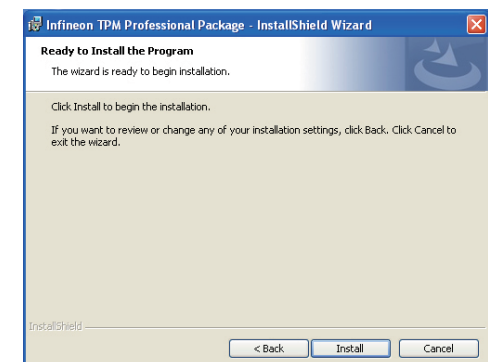 Infineon TPM Professional Package - InstallShield Wizard
Ready to Install the Program
The wizard is ready to begin installation.
Click Install to begin the installation.
If you want to review or change any of your installation settings, click Back. Click Cancel to
exit the wizard.
InstallShield
< Back Install Cancel